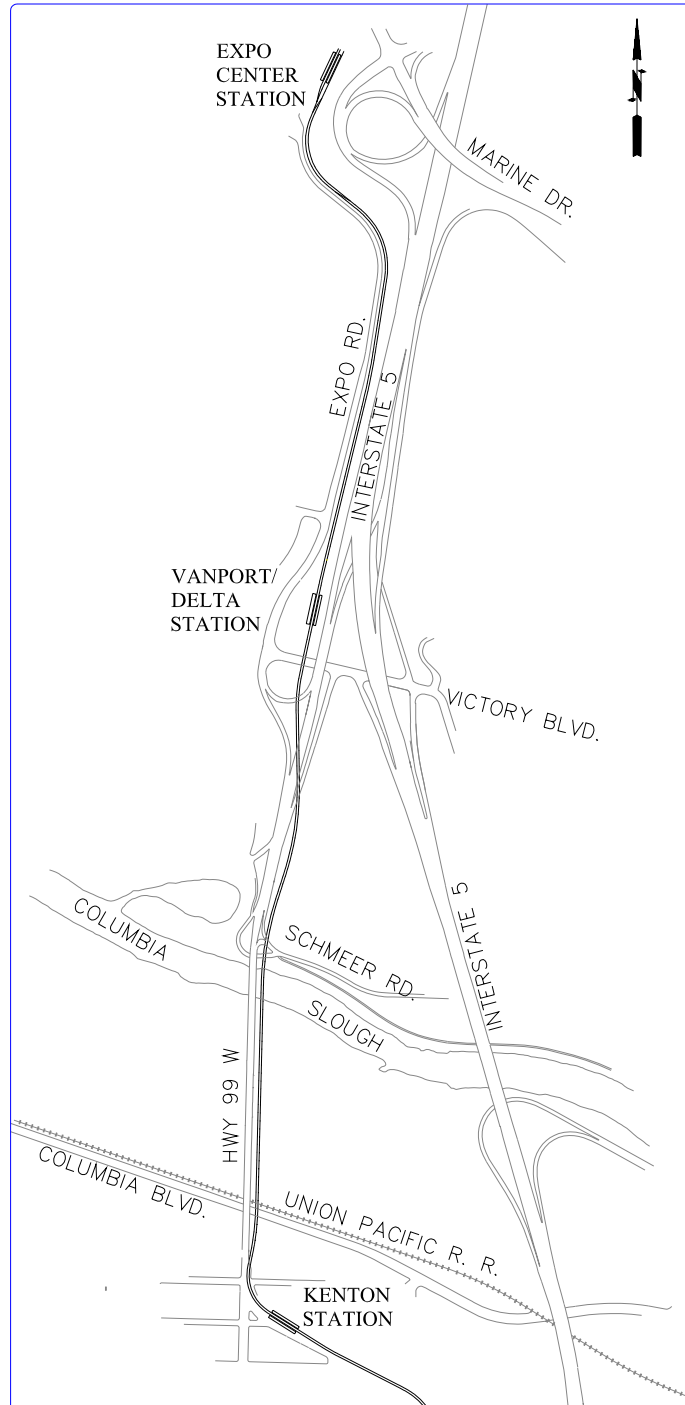 EXPO
CENTER
STATION
N
MARINE DR.
EXPO RD.
INTERSTATE 5
VANPORT/
DELTA
STATION
VICTORY BLVD.
COLUMBIA
SLOUGH
SCHMEER RD.
INTERSTATE 5
HWY 99 W
COLUMBIA BLVD.
UNION PACIFIC R. R.
KENTON
STATION